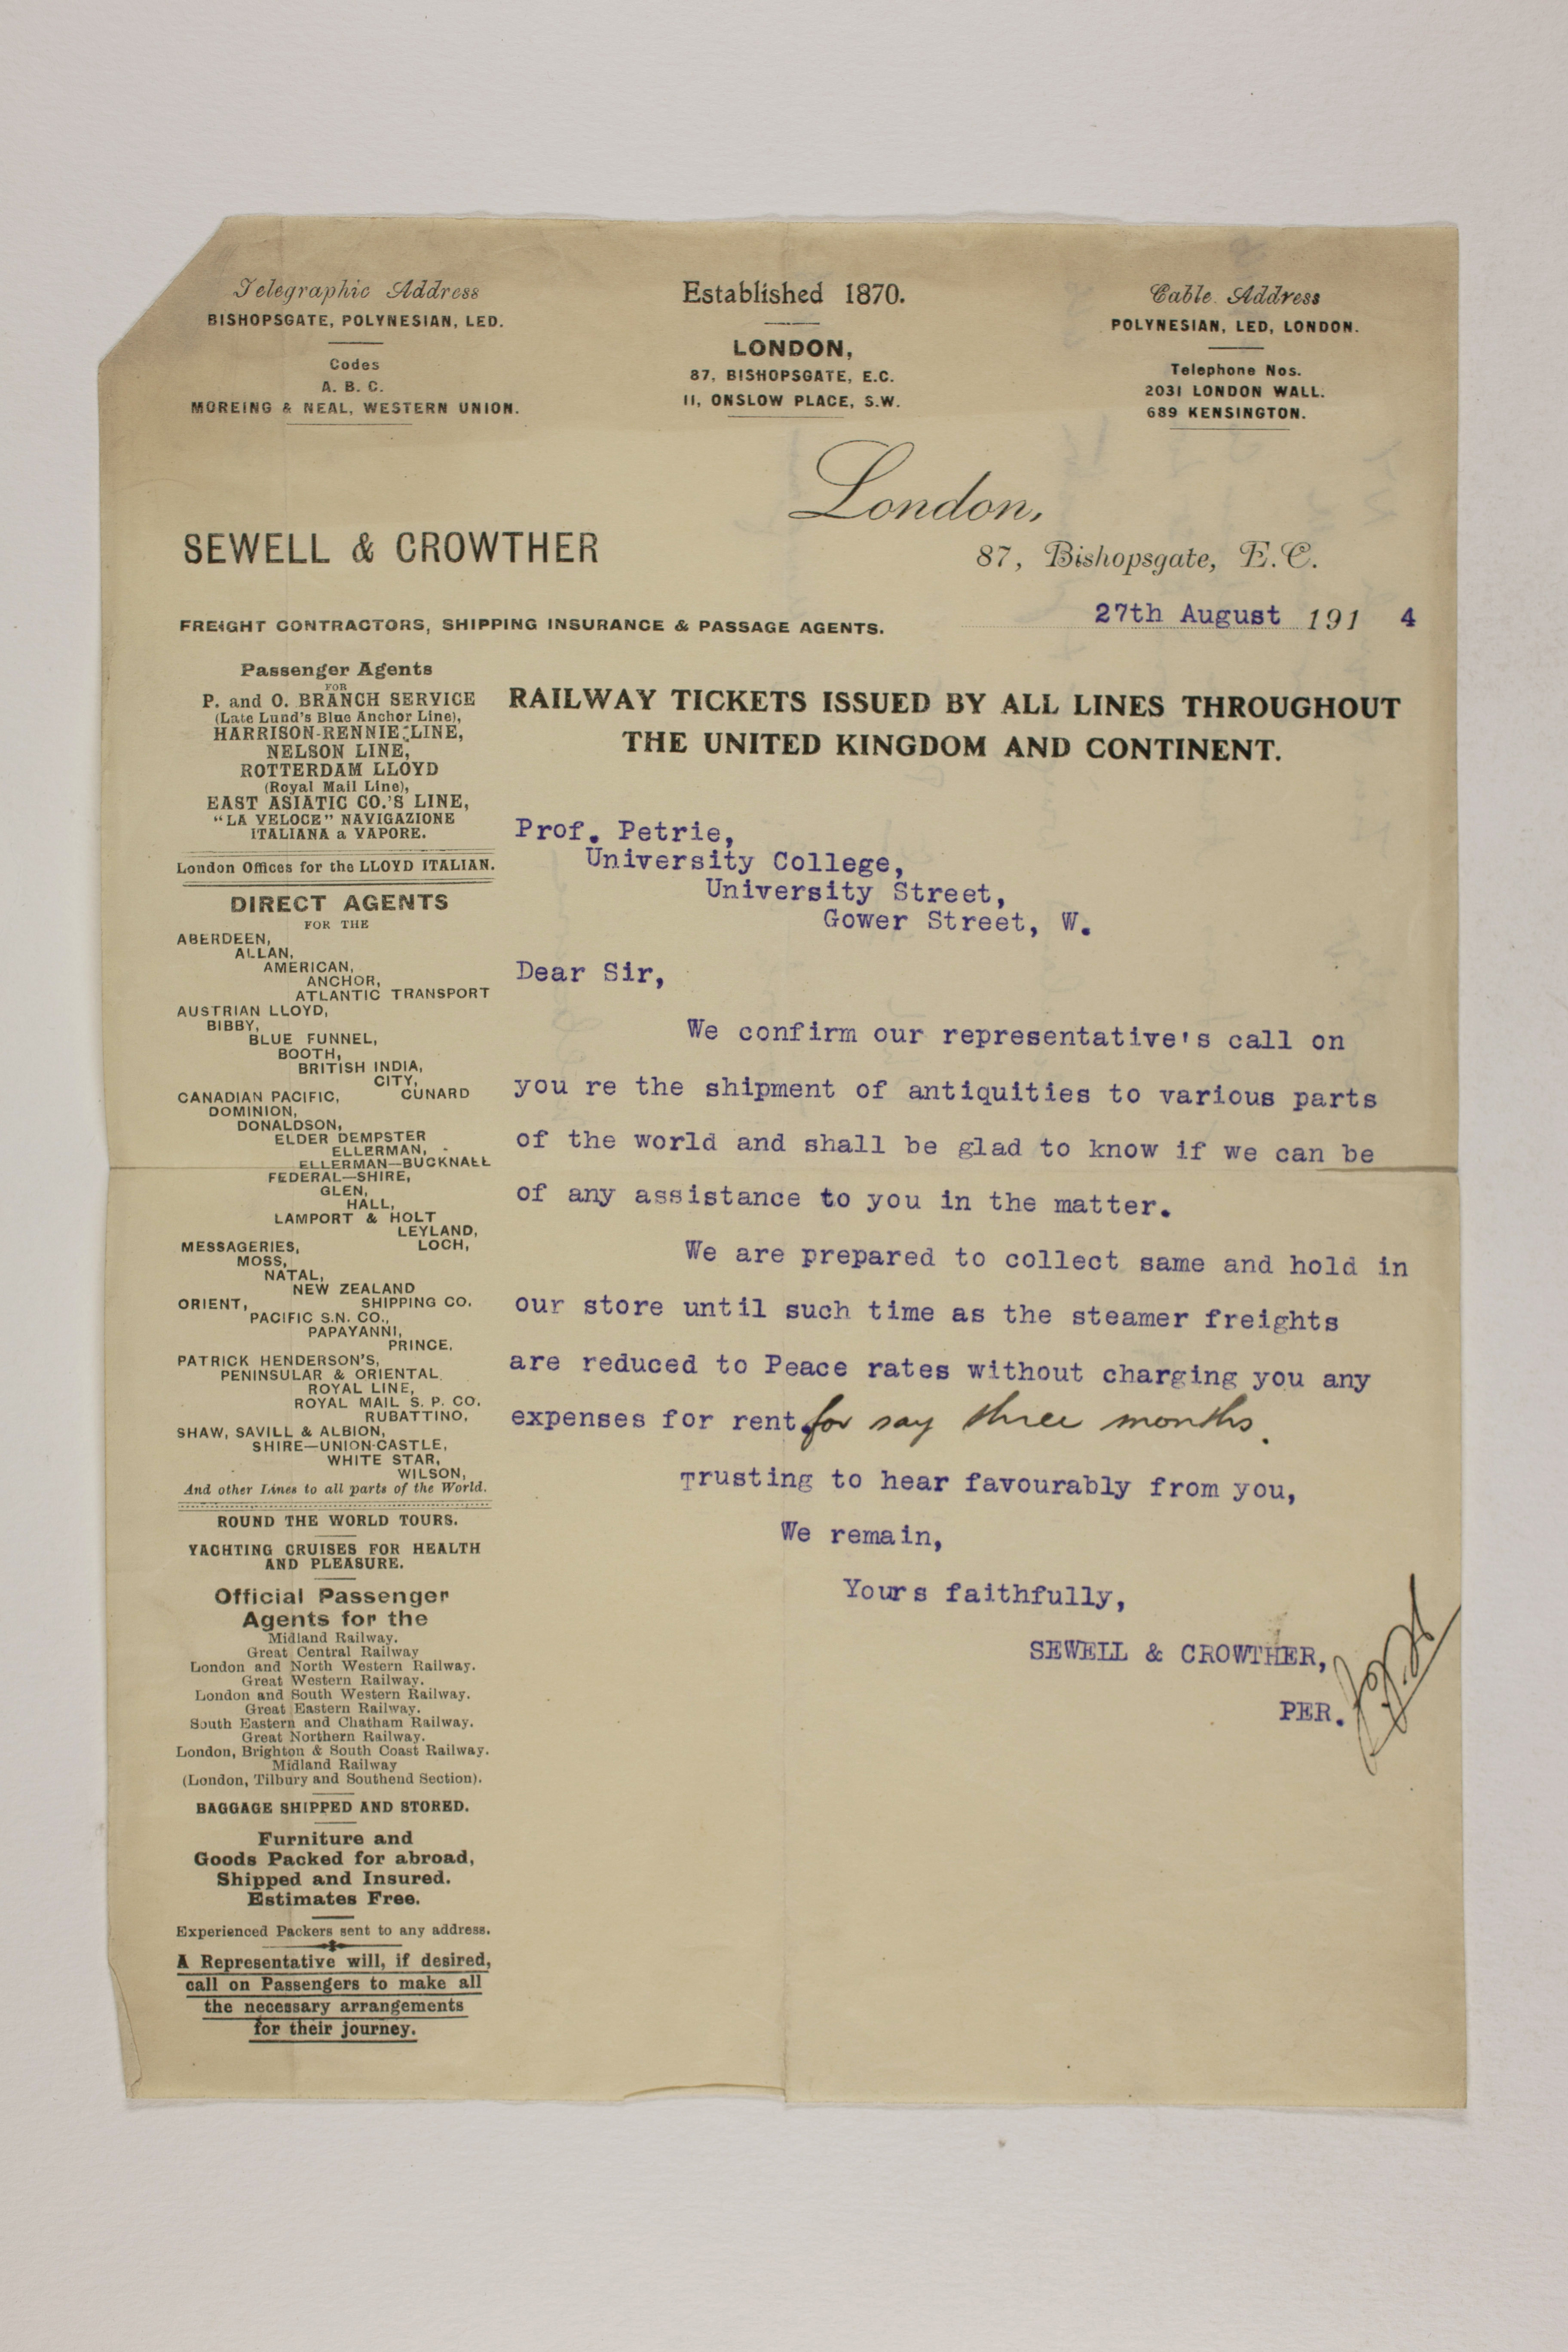 Telegraphic Address
BISHOPSGATE, POLYNESIAN, LED.
Codes
A. B. C.
MOREING & NEAL, WESTERN UNION.
Established 1870.
LONDON,
87, BISHOPSGATE, E.C.
11, ONSLOW PLACE, S.W.
Cable Address
POLYNESIAN, LED, LONDON.
Telephone Nos.
2031 LONDON WALL.
689 KENSINGTON.
London,
87, Bishopsgate, E.C.
SEWELL & CROWTHER
FREIGHT CONTRACTORS, SHIPPING INSURANCE & PASSAGE AGENTS.
27th August 191 4
Passenger Agents
FOR
P. and O. BRANCH SERVICE
(Late Lund's Blue Anchor Line),
HARRISON-RENNIE LINE,
NELSON LINE,
ROTTERDAM LLOYD
(Royal Mail Line),
EAST ASIATIC CO.'S LINE,
"LA VELOCE" NAVIGAZIONE
ITALIANA a VAPORE.
London Offices for the LLOYD ITALIAN.
DIRECT AGENTS
FOR THE
ABERDEEN,
ALLAN,
AMERICAN,
ANCHOR,
ATLANTIC TRANSPORT
AUSTRIAN LLOYD,
BIBBY,
BLUE FUNNEL,
BOOTH,
BRITISH INDIA,
CITY,
CANADIAN PACIFIC, CUNARD
DOMINION,
DONALDSON,
ELDER DEMPSTER
ELLERMAN,
ELLERMAN—BUCKNALL
FEDERAL—SHIRE,
GLEN,
HALL,
LAMPORT & HOLT
LEYLAND,
MESSAGERIES, LOCH,
MOSS,
NATAL,
NEW ZEALAND
ORIENT, SHIPPING CO.
PACIFIC S.N. CO.,
PAPAYANNI,
PRINCE,
PATRICK HENDERSON'S,
PENINSULAR & ORIENTAL
ROYAL LINE,
ROYAL MAIL S. P. CO.
RUBATTINO,
SHAW, SAVILL & ALBION,
SHIRE—UNION-CASTLE,
WHITE STAR,
WILSON,
And other Lines to all parts of the World.
ROUND THE WORLD TOURS.
YACHTING CRUISES FOR HEALTH
AND PLEASURE.
Official Passenger
Agents for the
Midland Railway.
Great Central Railway
London and North Western Railway.
Great Western Railway.
London and South Western Railway.
Great Eastern Railway.
South Eastern and Chatham Railway.
Great Northern Railway.
London, Brighton & South Coast Railway.
Midland Railway
(London, Tilbury and Southend Section).
BAGGAGE SHIPPED AND STORED.
Furniture and
Goods Packed for abroad,
Shipped and Insured.
Estimates Free.
Experienced Packers sent to any address.
A Representative will, if desired,
call on Passengers to make all
the necessary arrangements
for their journey.
RAILWAY TICKETS ISSUED BY ALL LINES THROUGHOUT
THE UNITED KINGDOM AND CONTINENT.
Prof. Petrie,
University College,
University Street,
Gower Street, W.
Dear Sir,
We confirm our representative's call on
you re the shipment of antiquities to various parts
of the world and shall be glad to know if we can be
of any assistance to you in the matter.
We are prepared to collect same and hold in
our store until such time as the steamer freights
are reduced to Peace rates without charging you any
expenses for rent. for say three months.
Trusting to hear favourably from you,
We remain,
Yours faithfully,
SEWELL & CROWTHER,
PER.